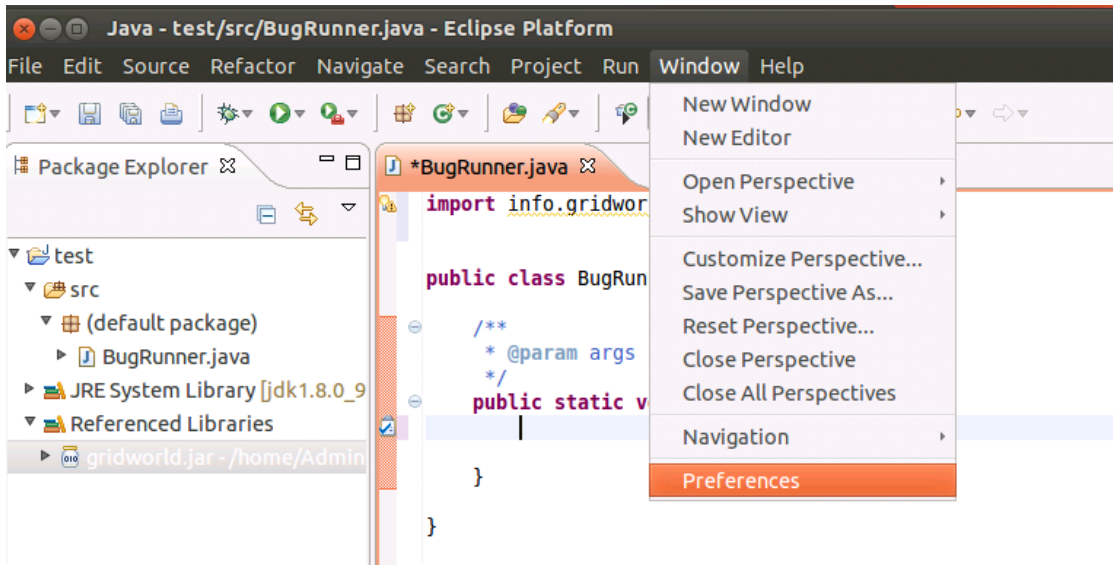 Java - test/src/BugRunner.java - Eclipse Platform
File Edit Source Refactor Navigate Search Project Run Window Help
Package Explorer
test
src
(default package)
BugRunner.java
JRE System Library [jdk1.8.0_9
Referenced Libraries
gridworld.jar - /home/Admin
*BugRunner.java
import info.gridwor
public class BugRun
/**
* @param args
*/
public static v
}
}
New Window
New Editor
Open Perspective
Show View
Customize Perspective...
Save Perspective As...
Reset Perspective...
Close Perspective
Close All Perspectives
Navigation
Preferences